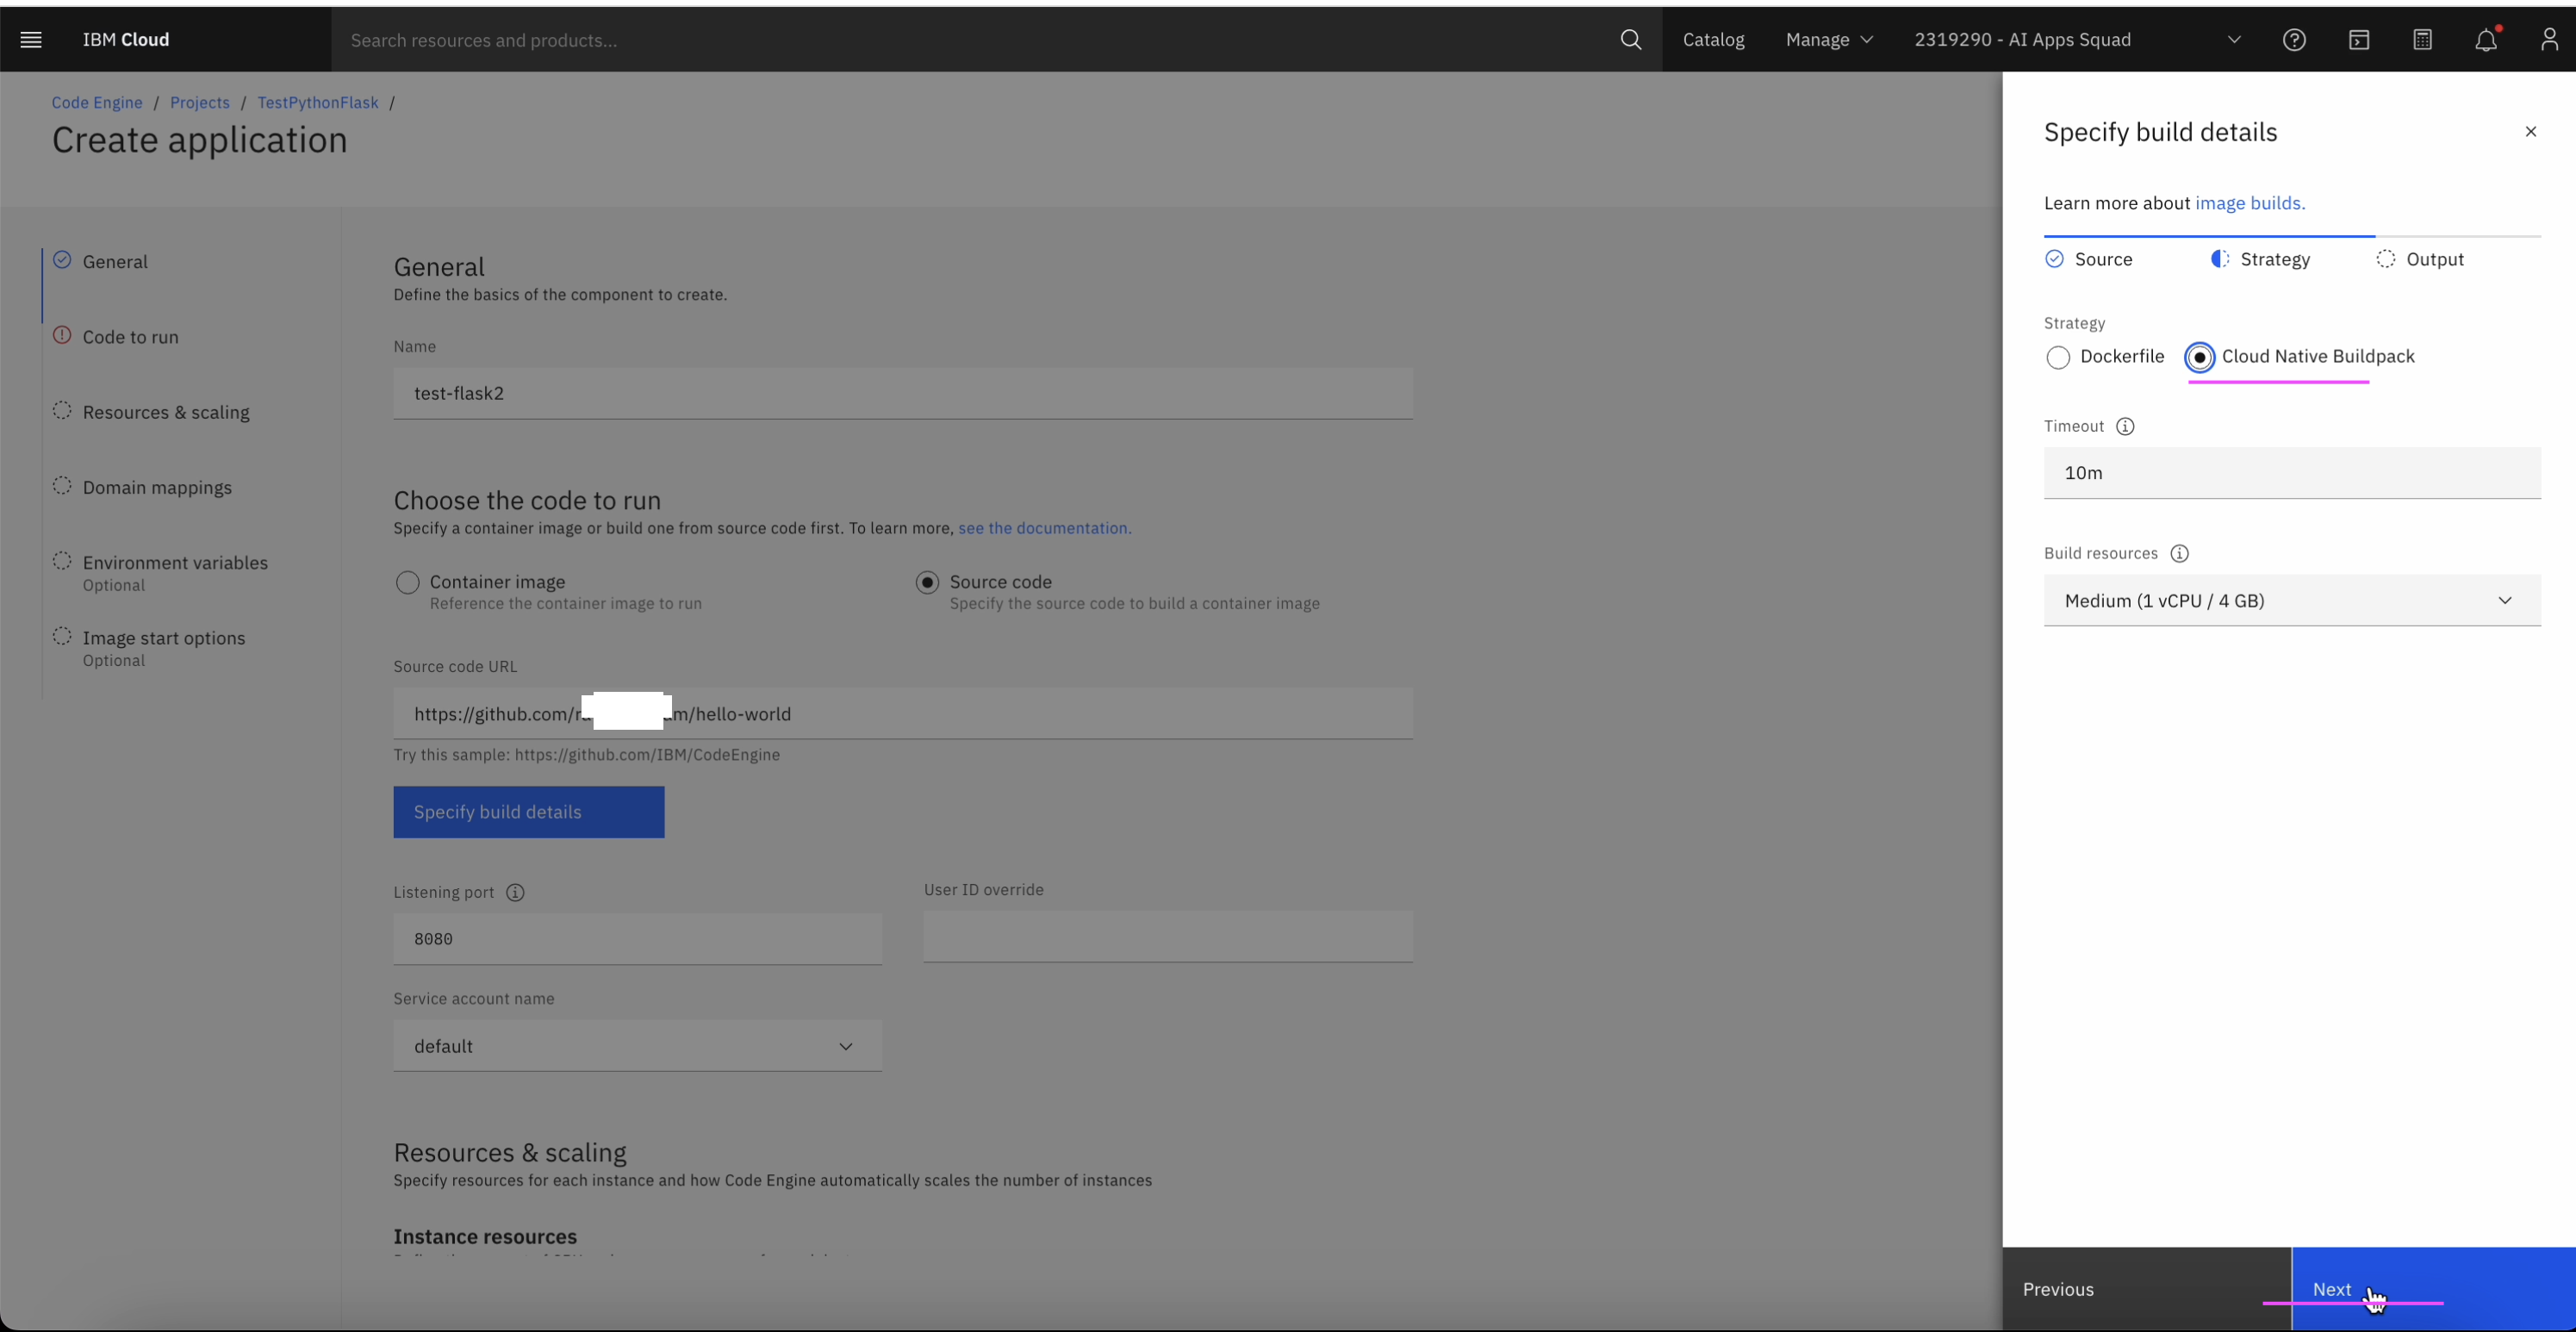 IBM Cloud
Search resources and products...
Catalog
Manage
2319290 - AI Apps Squad
Code Engine / Projects / TestPythonFlask /
Create application
General
Code to run
Resources & scaling
Domain mappings
Environment variables
Optional
Image start options
Optional
General
Define the basics of the component to create.
Name
test-flask2
Choose the code to run
Specify a container image or build one from source code first. To learn more, see the documentation.
Container image
Reference the container image to run
Source code
Specify the source code to build a container image
Source code URL
https://github.com/r m/hello-world
Try this sample: https://github.com/IBM/CodeEngine
Specify build details
Listening port
8080
User ID override
Service account name
default
Resources & scaling
Specify resources for each instance and how Code Engine automatically scales the number of instances
Instance resources
Specify build details
Learn more about image builds.
Source
Strategy
Output
Strategy
Dockerfile
Cloud Native Buildpack
Timeout
10m
Build resources
Medium (1 vCPU / 4 GB)
Previous
Next